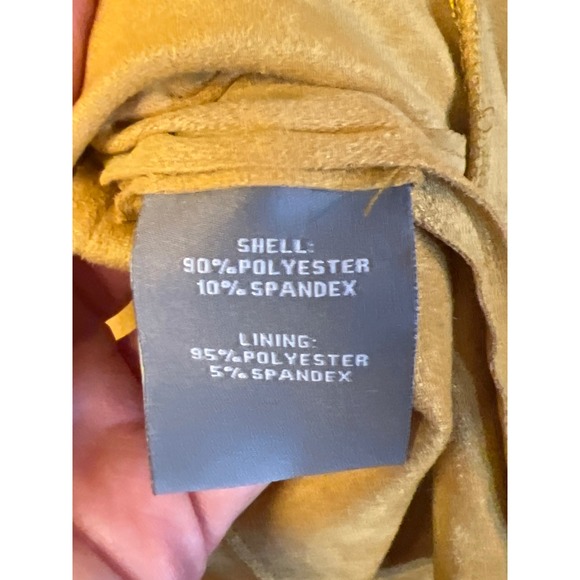 SHELL:
90%POLYESTER
10% SPANDEX
LINING:
95%POLYESTER
5% SPANDEX